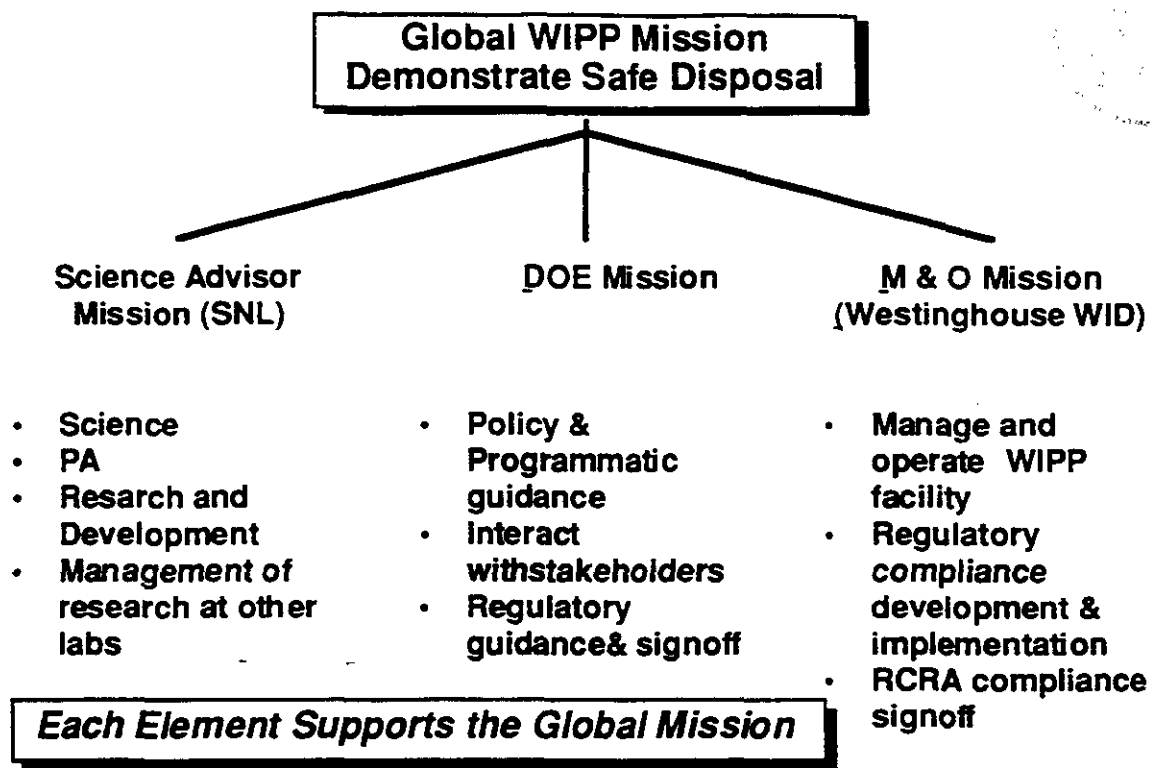 Global WIPP Mission
Demonstrate Safe Disposal
Science Advisor
Mission (SNL)
· Science
· PA
· Resarch and
Development
· Management of
research at other
labs
DOE Mission
· Policy &
Programmatic
guidance
· Interact
withstakeholders
· Regulatory
guidance& signoff
M & O Mission
(Westinghouse WID)
· Manage and
operate WIPP
facility
· Regulatory
compliance
development &
implementation
· RCRA compliance
signoff
Each Element Supports the Global Mission